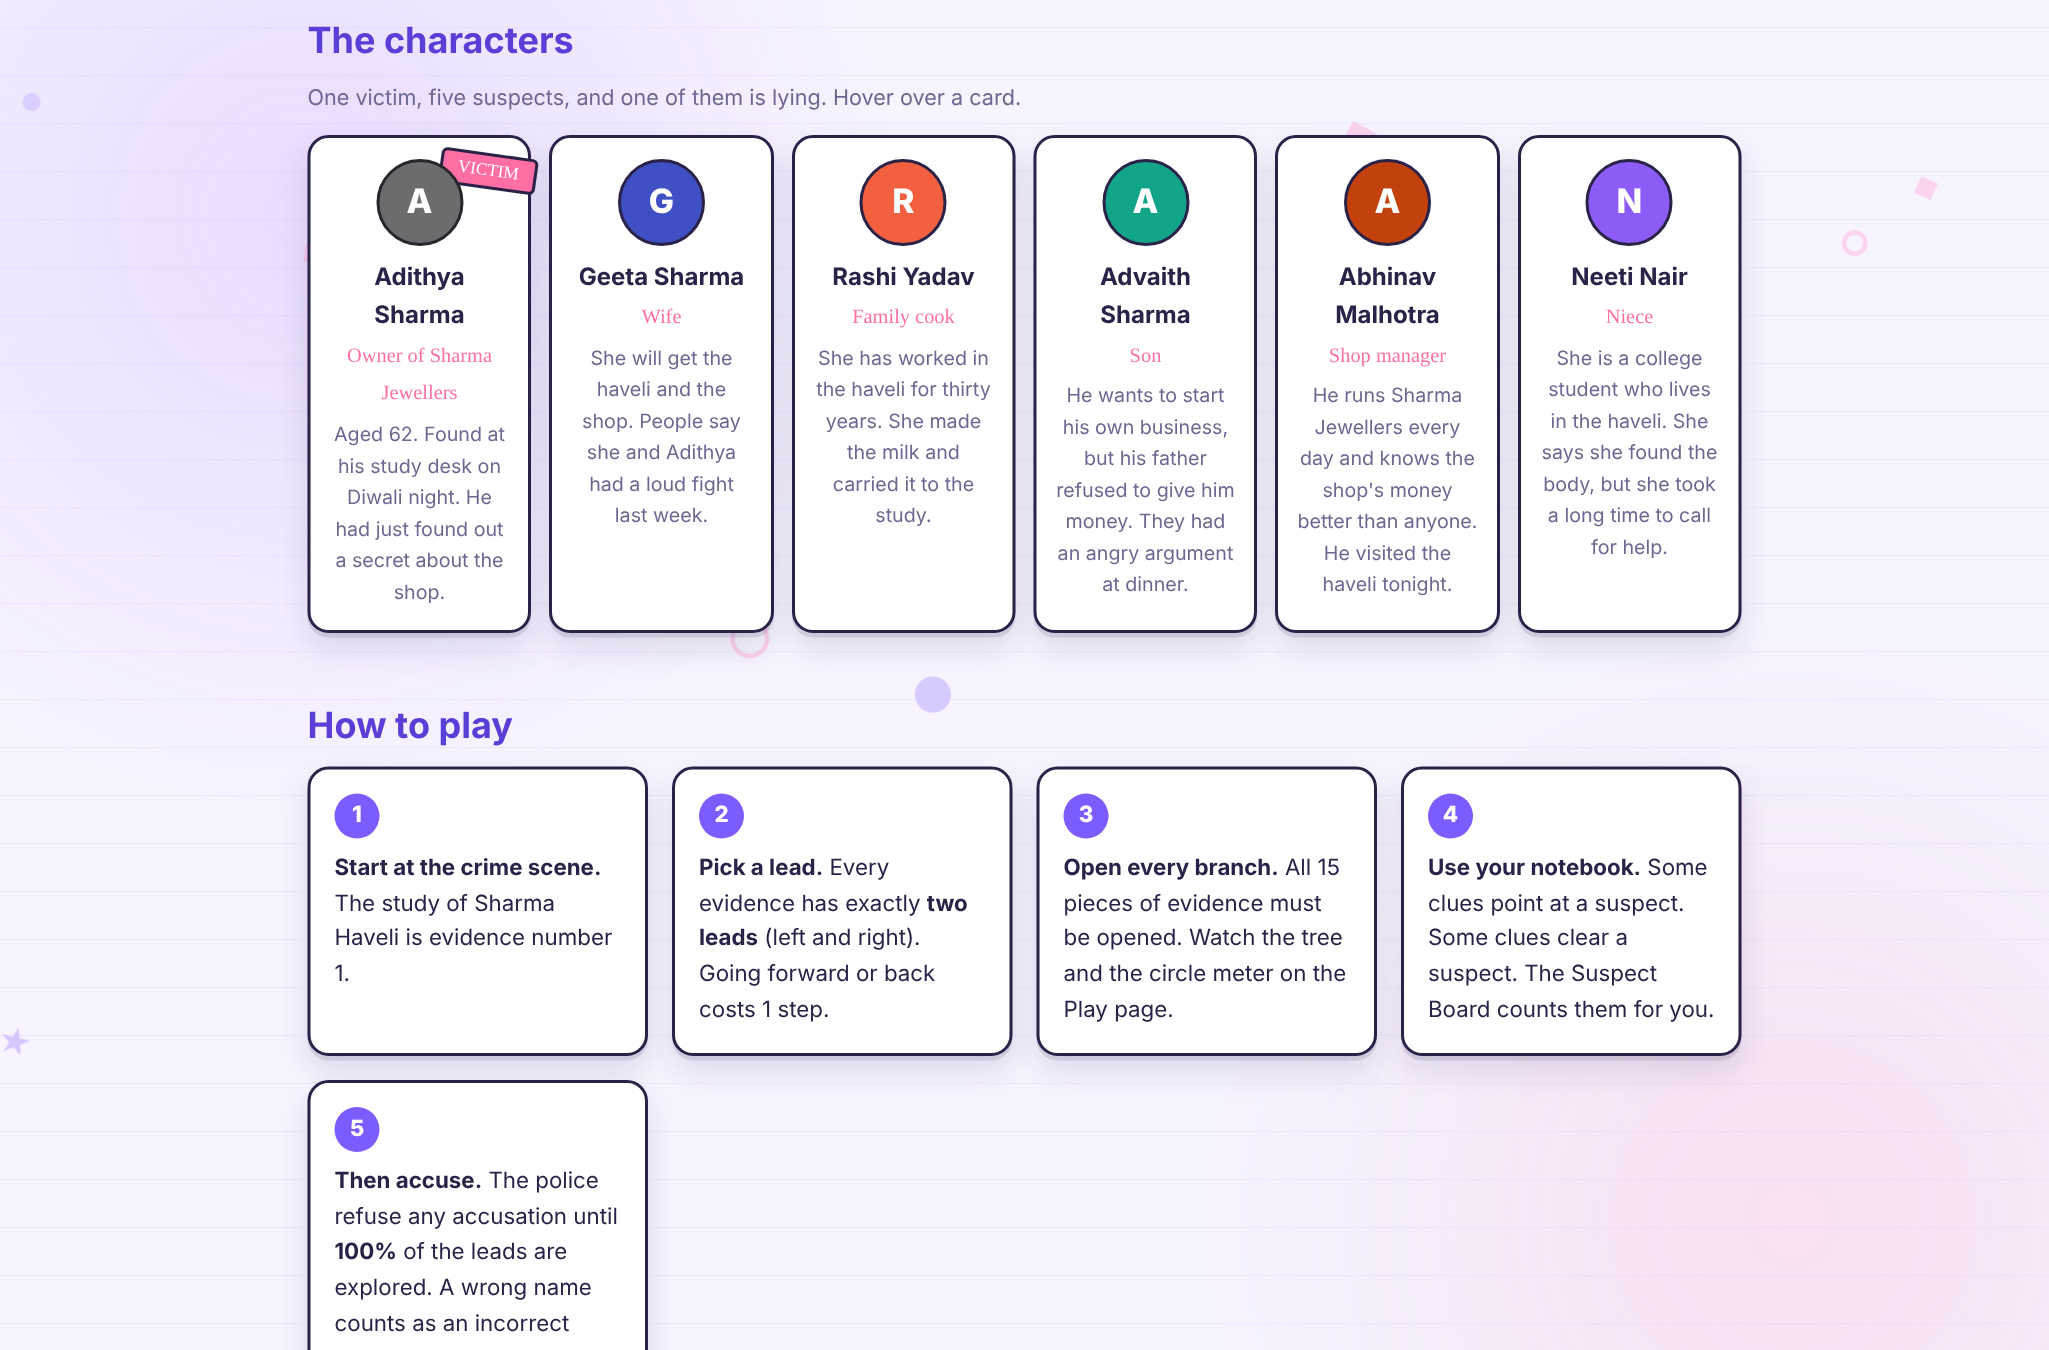 The characters
One victim, five suspects, and one of them is lying. Hover over a card.
VICTIM
A
Adithya
Sharma
Owner of Sharma
Jewellers
Aged 62. Found at
his study desk on
Diwali night. He
had just found out
a secret about the
shop.
G
Geeta Sharma
Wife
She will get the
haveli and the
shop. People say
she and Adithya
had a loud fight
last week.
R
Rashi Yadav
Family cook
She has worked in
the haveli for thirty
years. She made
the milk and
carried it to the
study.
A
Advaith
Sharma
Son
He wants to start
his own business,
but his father
refused to give him
money. They had
an angry argument
at dinner.
A
Abhinav
Malhotra
Shop manager
He runs Sharma
Jewellers every
day and knows the
shop's money
better than anyone.
He visited the
haveli tonight.
N
Neeti Nair
Niece
She is a college
student who lives
in the haveli. She
says she found the
body, but she took
a long time to call
for help.
How to play
1
Start at the crime scene.
The study of Sharma
Haveli is evidence number
1.
2
Pick a lead. Every
evidence has exactly two
leads (left and right).
Going forward or back
costs 1 step.
3
Open every branch. All 15
pieces of evidence must
be opened. Watch the tree
and the circle meter on the
Play page.
4
Use your notebook. Some
clues point at a suspect.
Some clues clear a
suspect. The Suspect
Board counts them for you.
5
Then accuse. The police
refuse any accusation until
100% of the leads are
explored. A wrong name
counts as an incorrect